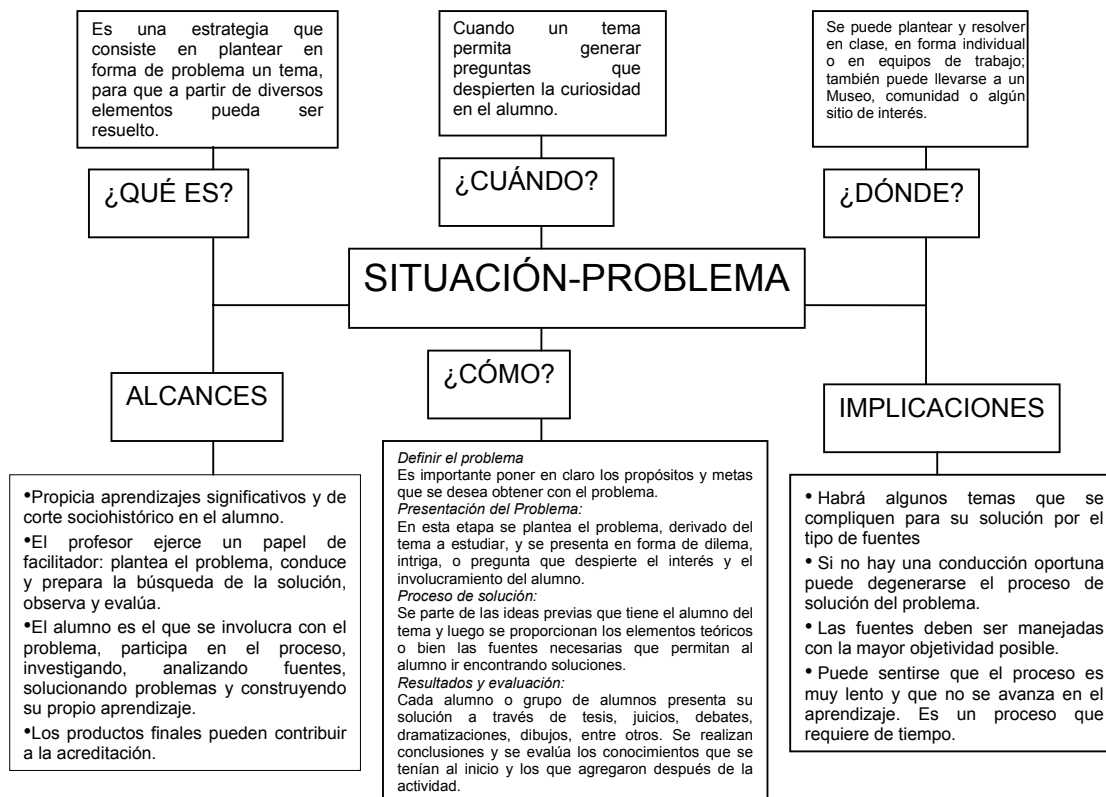 Es una estrategia que
consiste en plantear en
forma de problema un tema,
para que a partir de diversos
elementos pueda ser
resuelto.
Cuando un tema
permita generar
preguntas que
despierten la curiosidad
en el alumno.
Se puede plantear y resolver
en clase, en forma individual
o en equipos de trabajo;
también puede llevarse a un
Museo, comunidad o algún
sitio de interés.
¿QUÉ ES?
¿CUÁNDO?
¿DÓNDE?
SITUACIÓN-PROBLEMA
ALCANCES
¿CÓMO?
IMPLICACIONES
•Propicia aprendizajes significativos y de
corte sociohistórico en el alumno.
•El profesor ejerce un papel de
facilitador: plantea el problema, conduce
y prepara la búsqueda de la solución,
observa y evalúa.
•El alumno es el que se involucra con el
problema, participa en el proceso,
investigando, analizando fuentes,
solucionando problemas y construyendo
su propio aprendizaje.
•Los productos finales pueden contribuir
a la acreditación.
Definir el problema
Es importante poner en claro los propósitos y metas
que se desea obtener con el problema.
Presentación del Problema:
En esta etapa se plantea el problema, derivado del
tema a estudiar, y se presenta en forma de dilema,
intriga, o pregunta que despierte el interés y el
involucramiento del alumno.
Proceso de solución:
Se parte de las ideas previas que tiene el alumno del
tema y luego se proporcionan los elementos teóricos
o bien las fuentes necesarias que permitan al
alumno ir encontrando soluciones.
Resultados y evaluación:
Cada alumno o grupo de alumnos presenta su
solución a través de tesis, juicios, debates,
dramatizaciones, dibujos, entre otros. Se realizan
conclusiones y se evalúa los conocimientos que se
tenían al inicio y los que agregaron después de la
actividad.
• Habrá algunos temas que se
compliquen para su solución por el
tipo de fuentes
• Si no hay una conducción oportuna
puede degenerarse el proceso de
solución del problema.
• Las fuentes deben ser manejadas
con la mayor objetividad posible.
• Puede sentirse que el proceso es
muy lento y que no se avanza en el
aprendizaje. Es un proceso que
requiere de tiempo.